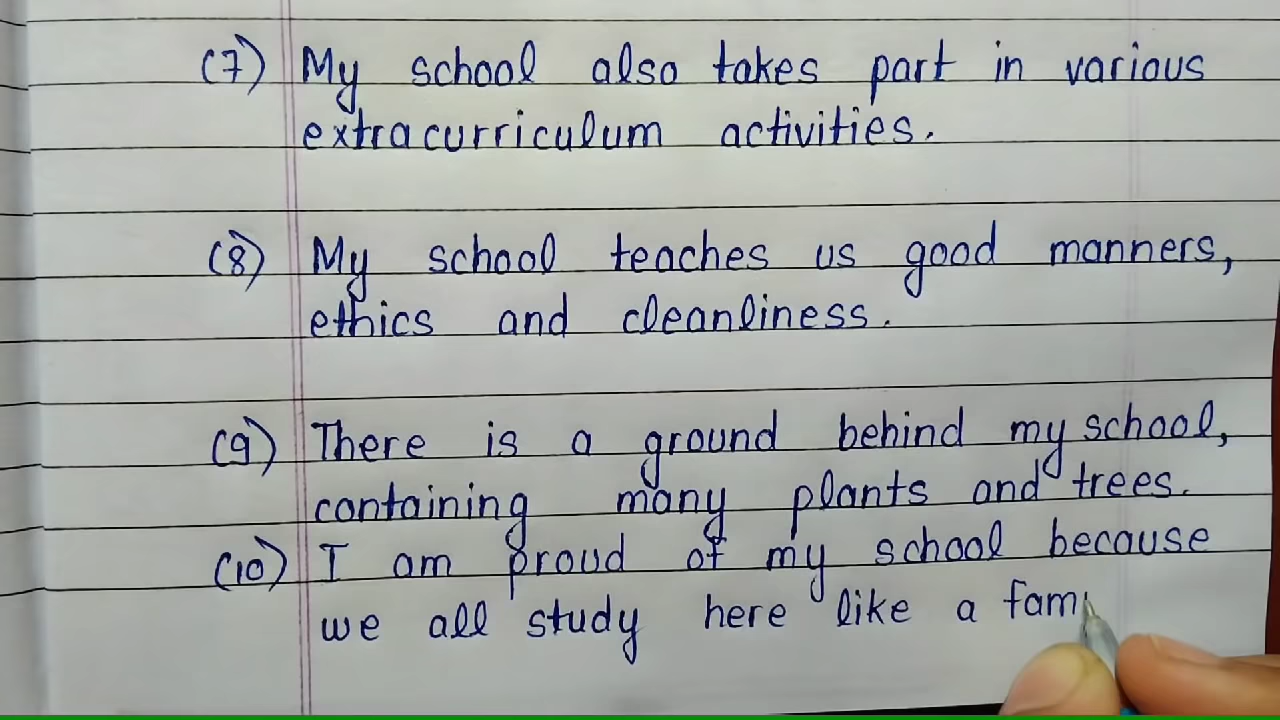 (7) My school also takes part in various
extracurriculum activities.
(8) My school teaches us good manners,
ethics and cleanliness.
(9) There is a ground behind my school,
containing many plants and trees.
(10) I am proud of my school because
we all study here like a fam